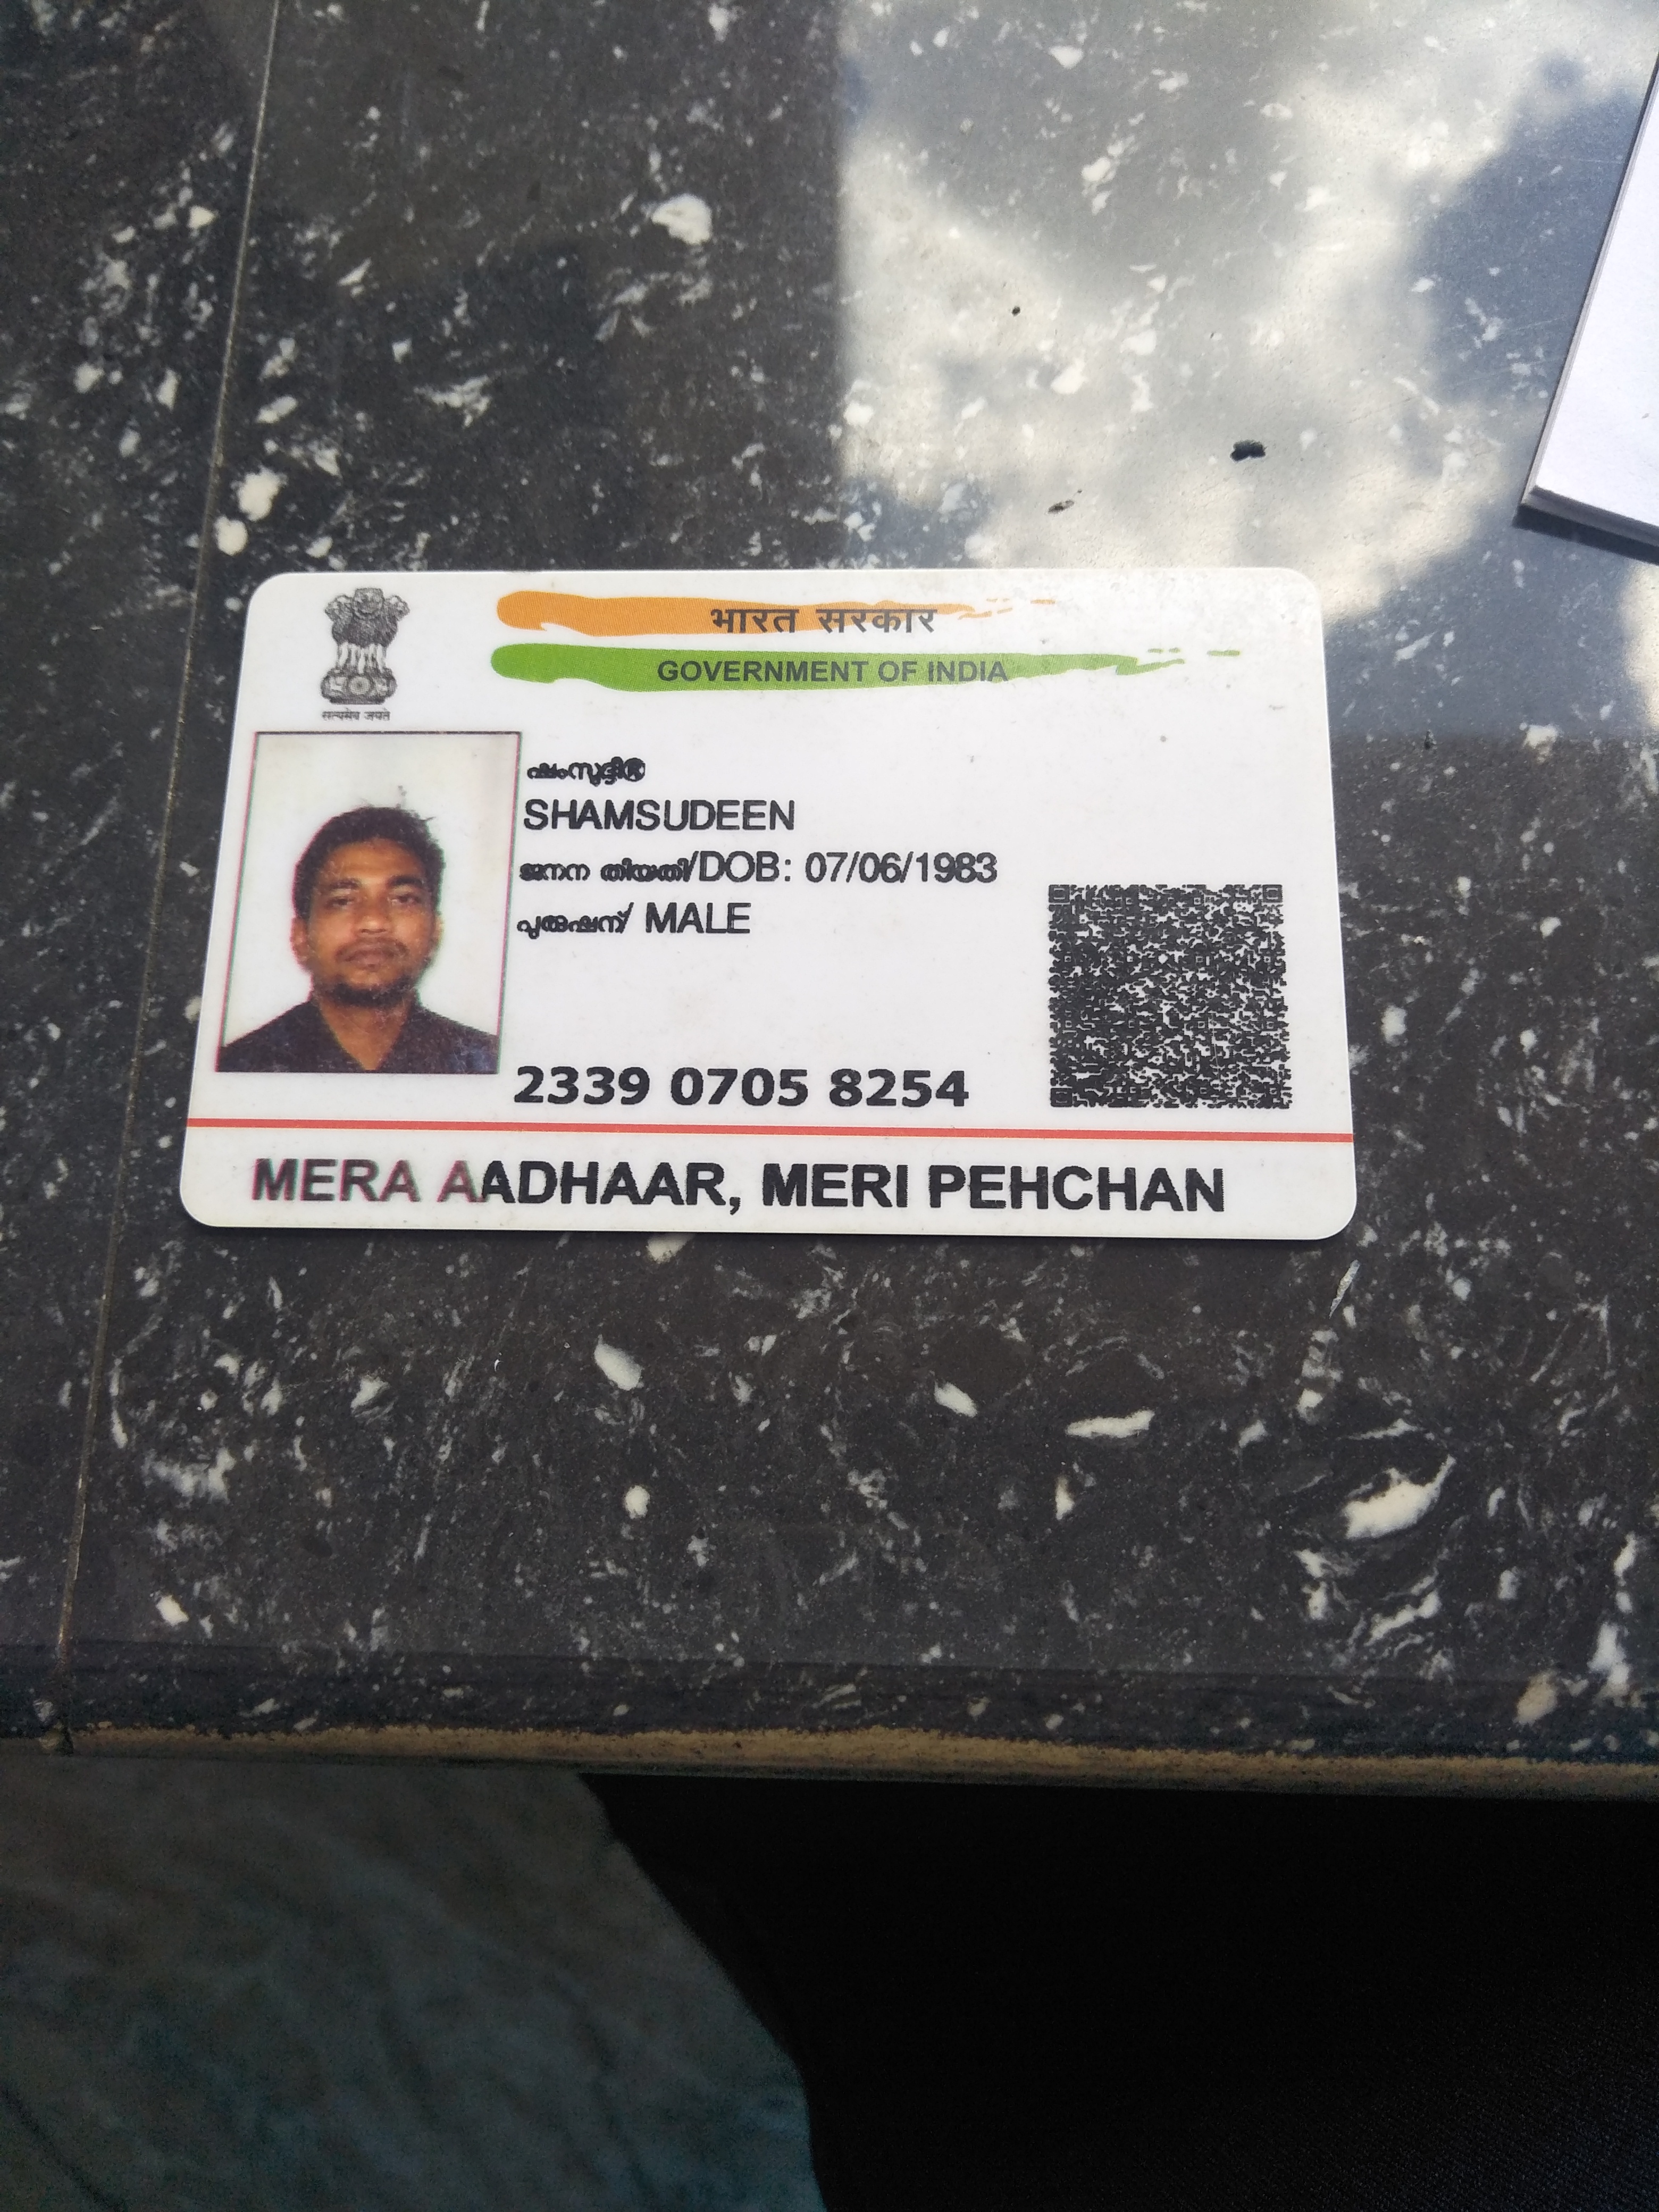 भारत सरकार
GOVERNMENT OF INDIA
सत्यमेव जयते
SHAMSUDEEN
ജനന തിയതി/DOB: 07/06/1983
പുരുഷന്/ MALE
2339 0705 8254
MERA AADHAAR, MERI PEHCHAN